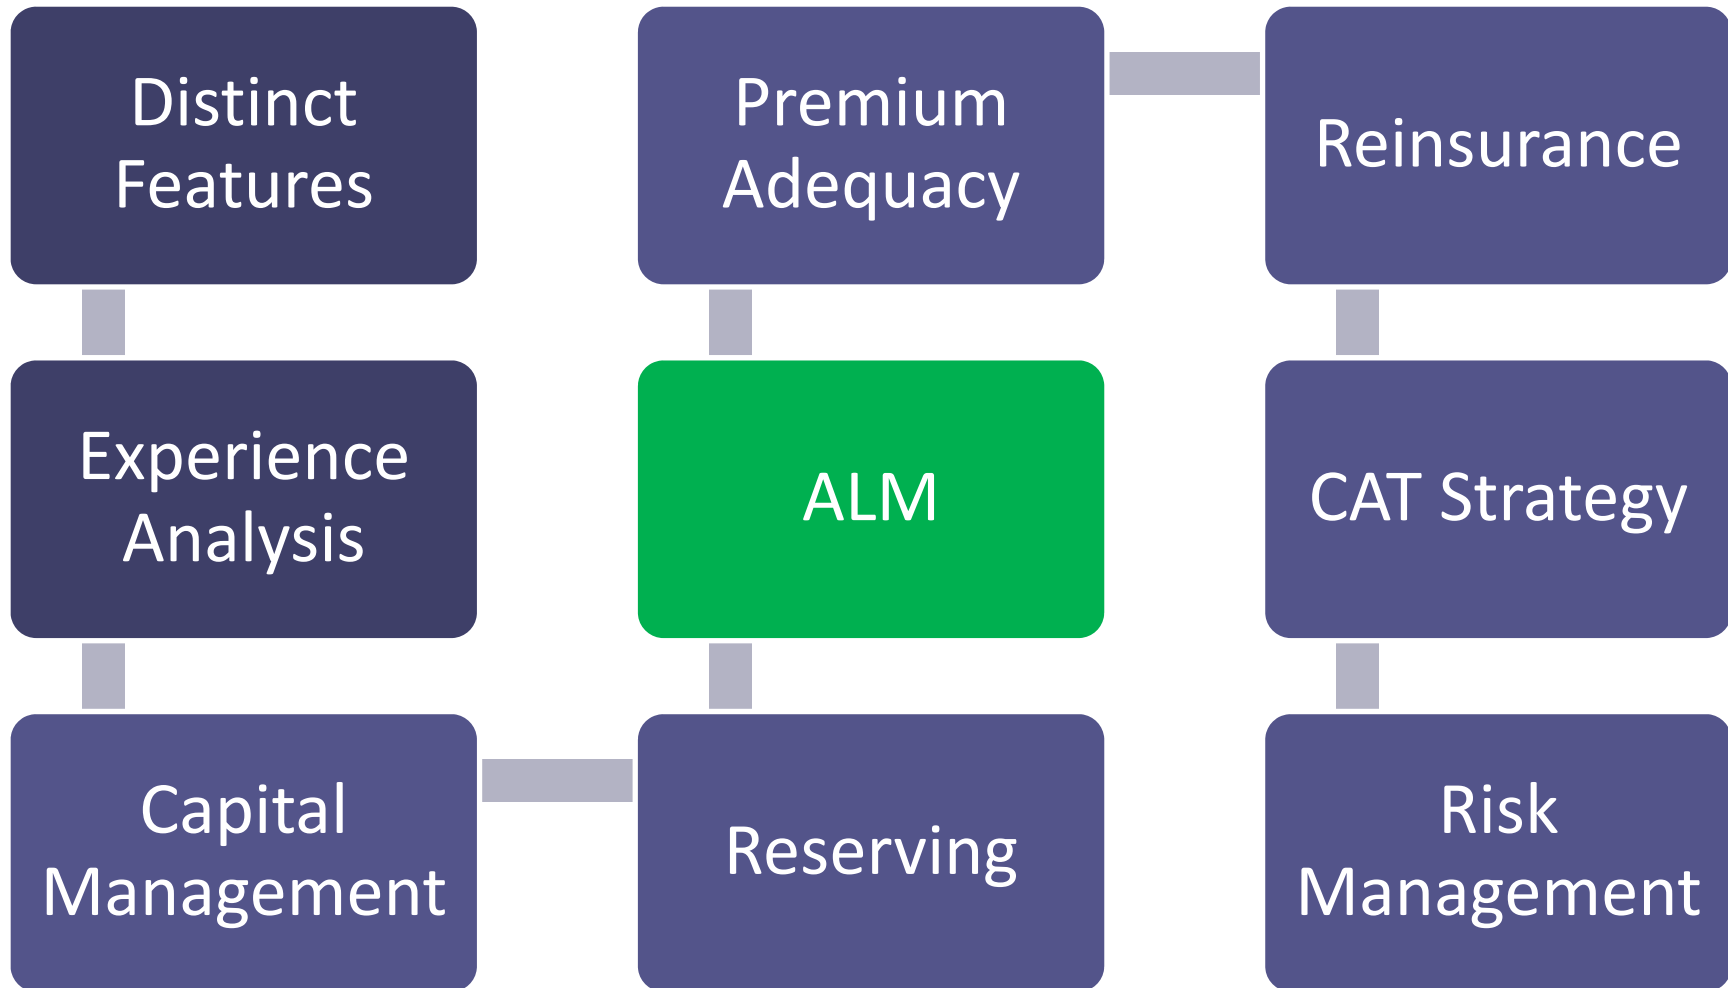 Distinct
Features
Experience
Analysis
Capital
Management
Reserving
ALM
Premium
Adequacy
Reinsurance
CAT Strategy
Risk
Management